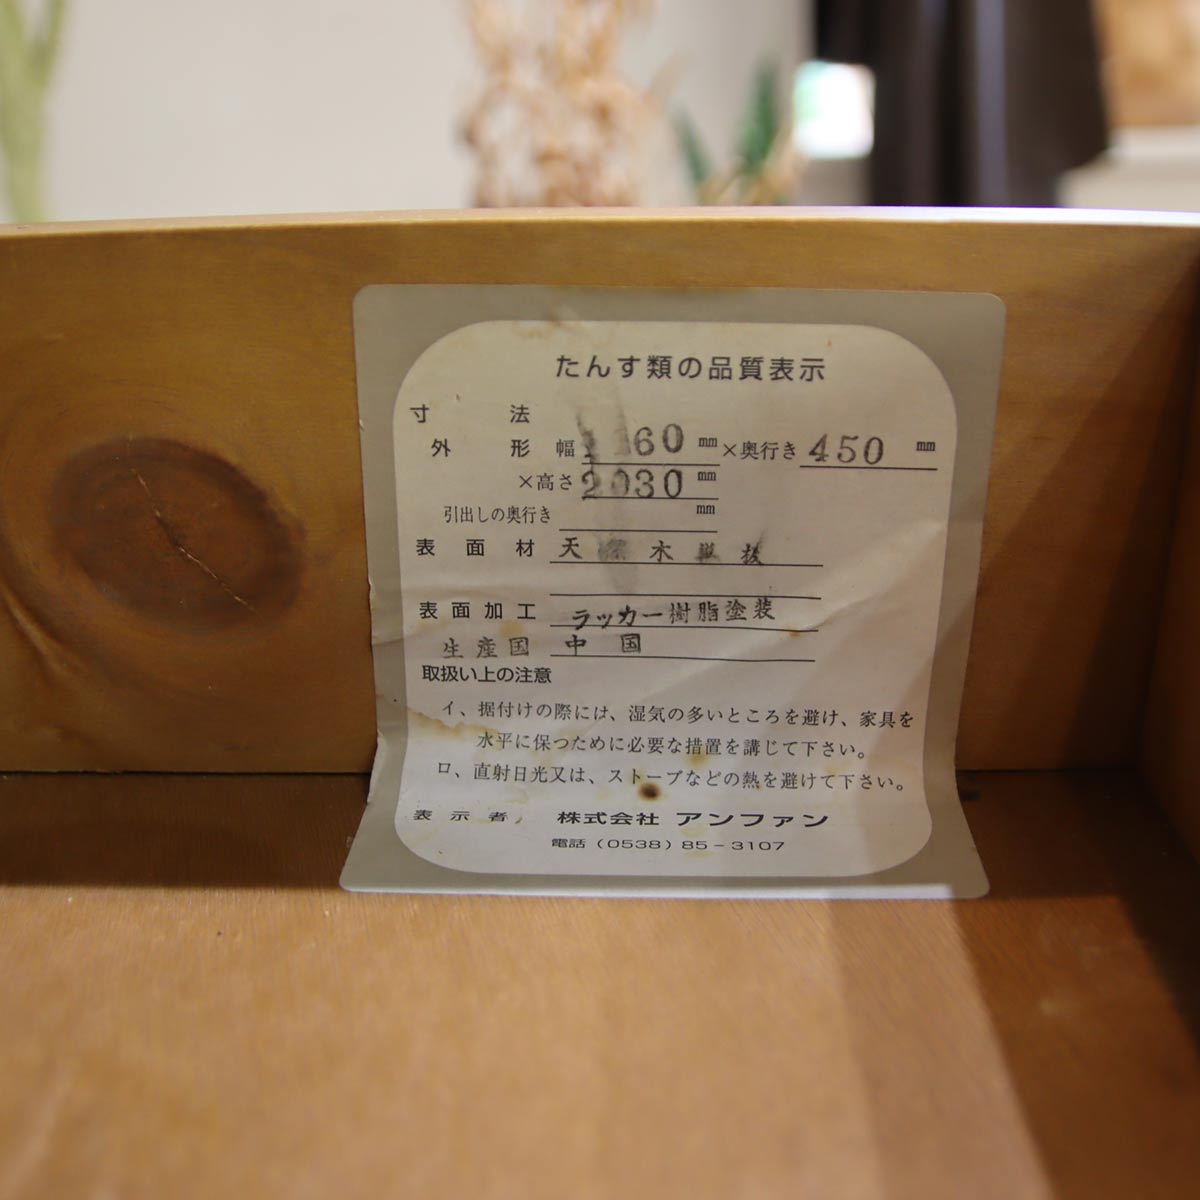 たんす類の品質表示
寸法
外形 幅 60 mm ×奥行き 450 mm
×高さ 2030 mm
引出しの奥行き mm
表面材 天然木単板
表面加工 ラッカー樹脂塗装
生産国 中国
取扱い上の注意
イ、据付けの際には、湿気の多いところを避け、家具を
水平に保つために必要な措置を講じて下さい。
ロ、直射日光又は、ストーブなどの熱を避けて下さい。
表示者 株式会社 アンファン
電話 (0538) 85-3107